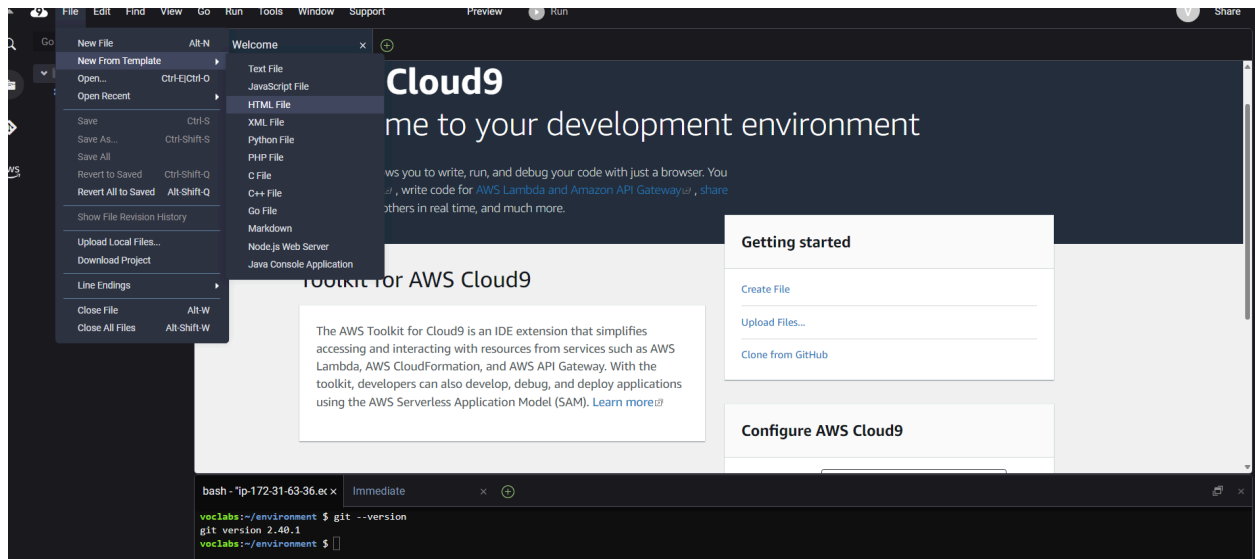 File Edit Find View Go Run Tools Window Support Preview Run V Share
Go
Welcome
New File Alt-N
New From Template
Open... Ctrl-E|Ctrl-O
Open Recent
Save Ctrl-S
Save As... Ctrl-Shift-S
Save All
Revert to Saved Ctrl-Shift-Q
Revert All to Saved Alt-Shift-Q
Show File Revision History
Upload Local Files...
Download Project
Line Endings
Close File Alt-W
Close All Files Alt-Shift-W
Text File
JavaScript File
HTML File
XML File
Python File
PHP File
C File
C++ File
Go File
Markdown
Node.js Web Server
Java Console Application
Cloud9
me to your development environment
ws you to write, run, and debug your code with just a browser. You
, write code for AWS Lambda and Amazon API Gateway , share
others in real time, and much more.
Toolkit for AWS Cloud9
The AWS Toolkit for Cloud9 is an IDE extension that simplifies
accessing and interacting with resources from services such as AWS
Lambda, AWS CloudFormation, and AWS API Gateway. With the
toolkit, developers can also develop, debug, and deploy applications
using the AWS Serverless Application Model (SAM). Learn more
Getting started
Create File
Upload Files...
Clone from GitHub
Configure AWS Cloud9
bash - "ip-172-31-63-36.ec × Immediate ×
voclabs:~/environment $ git --version
git version 2.40.1
voclabs:~/environment $